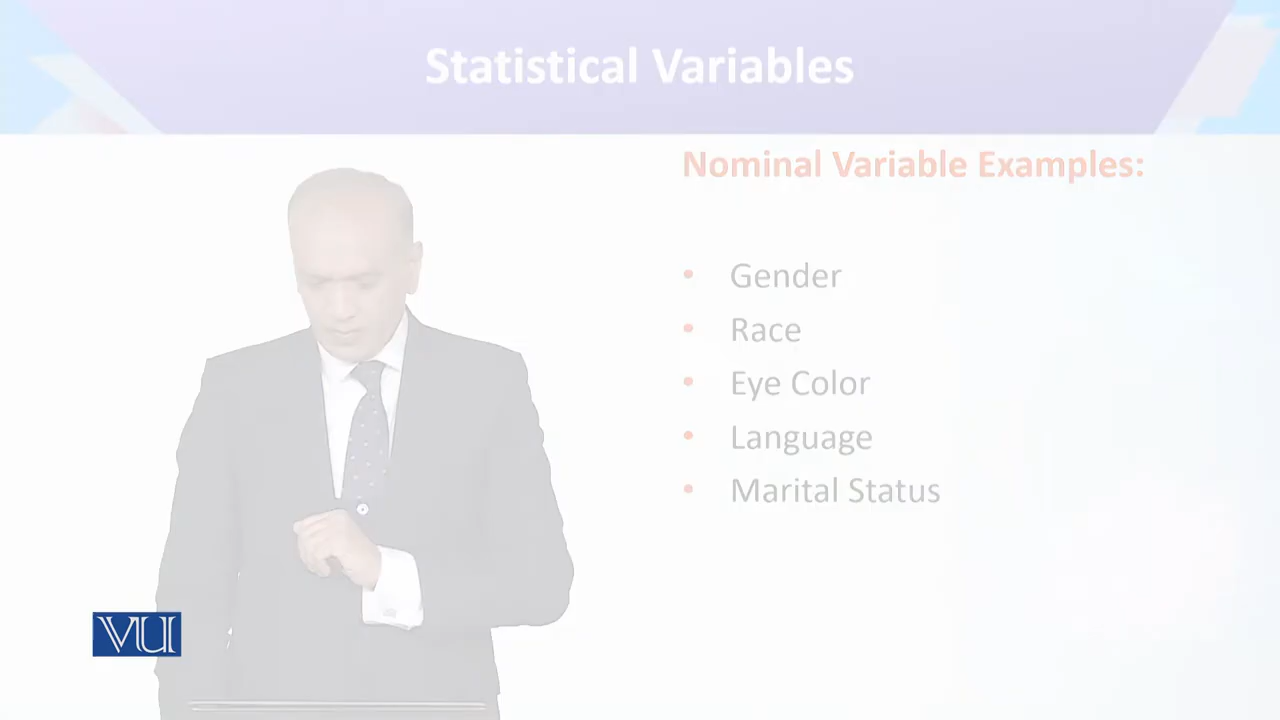 Statistical Variables
Nominal Variable Examples:
• Gender
• Race
• Eye Color
• Language
• Marital Status
VU